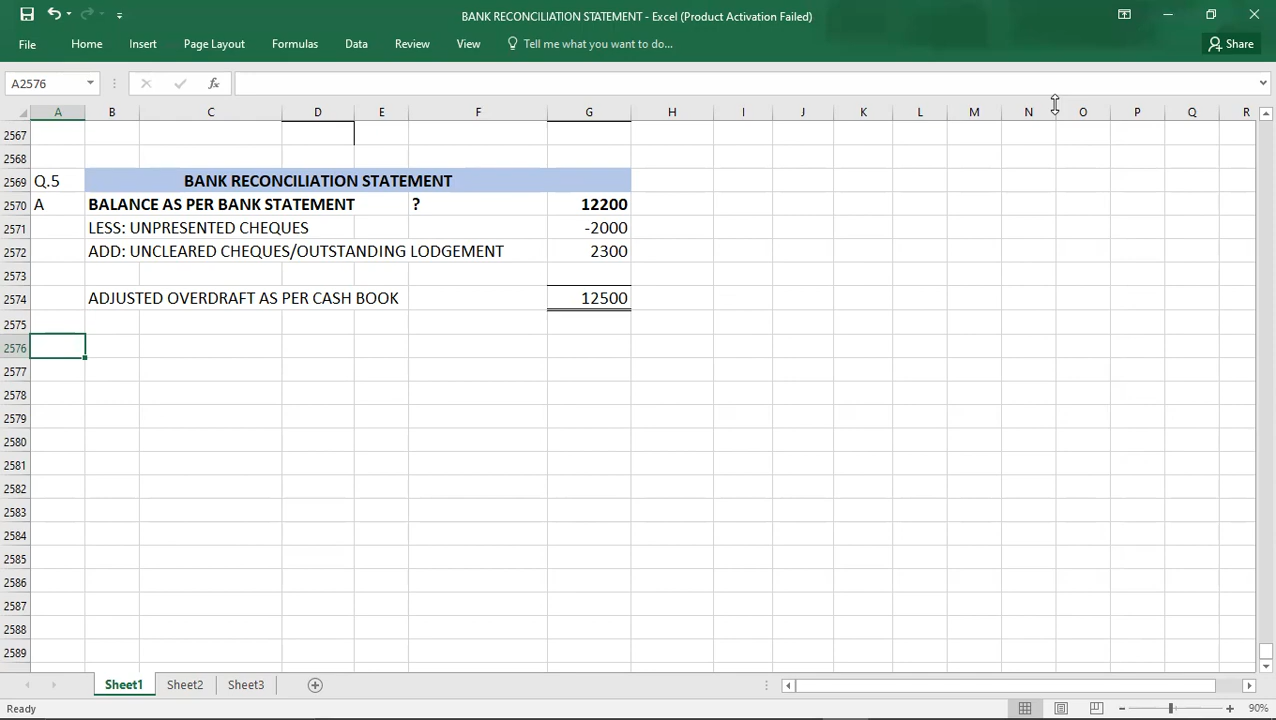 BANK RECONCILIATION STATEMENT - Excel (Product Activation Failed)
File Home Insert Page Layout Formulas Data Review View Tell me what you want to do... Share
A2576 fx
A B C D E F G H I J K L M N O P Q R
2567
2568
2569 Q.5 BANK RECONCILIATION STATEMENT
2570 A BALANCE AS PER BANK STATEMENT ? 12200
2571 LESS: UNPRESENTED CHEQUES -2000
2572 ADD: UNCLEARED CHEQUES/OUTSTANDING LODGEMENT 2300
2573
2574 ADJUSTED OVERDRAFT AS PER CASH BOOK 12500
2575
2576
2577
2578
2579
2580
2581
2582
2583
2584
2585
2586
2587
2588
2589
Sheet1 Sheet2 Sheet3
Ready 90%